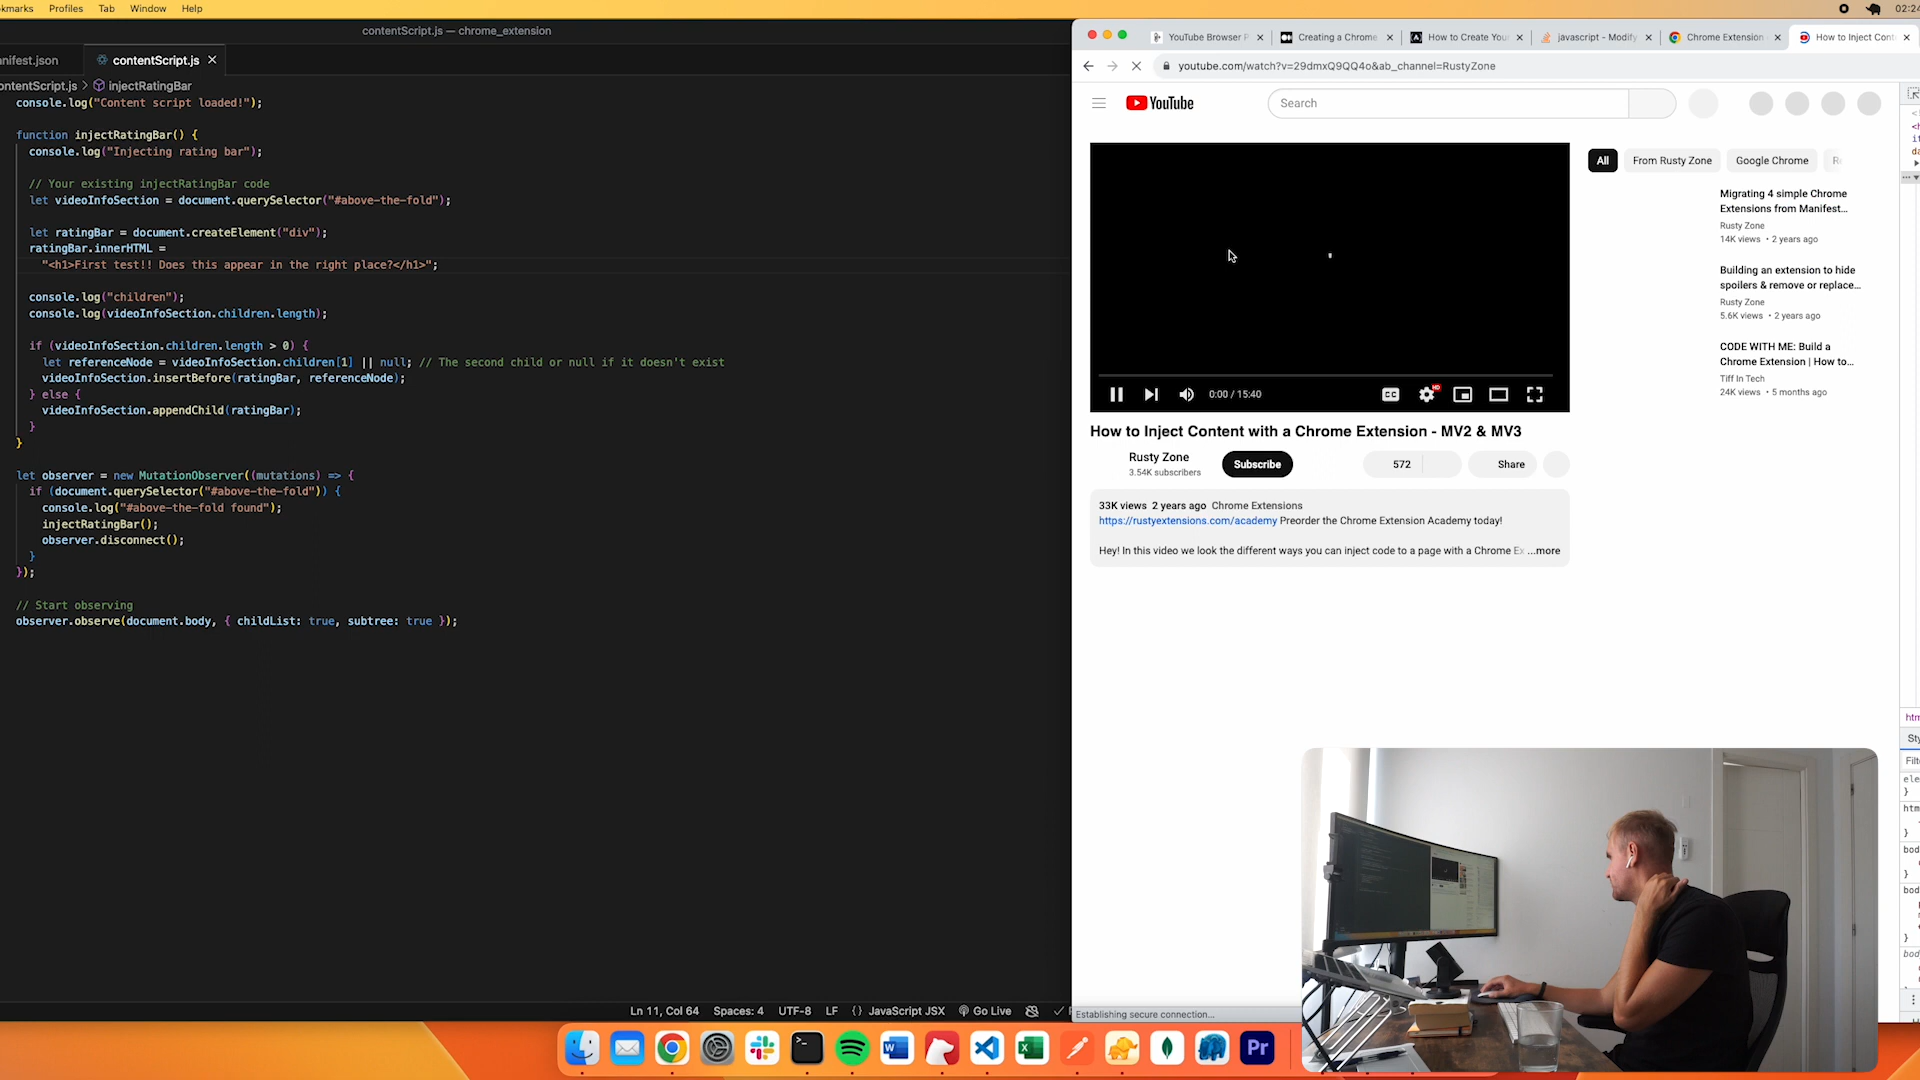 Profiles Tab Window Help
02:24
contentScript.js — chrome_extension
contentScript.js
injectRatingBar
console.log("Content script loaded!");
function injectRatingBar() {
console.log("Injecting rating bar");
// Your existing injectRatingBar code
let videoInfoSection = document.querySelector("#above-the-fold");
let ratingBar = document.createElement("div");
ratingBar.innerHTML =
"<h1>First test!! Does this appear in the right place?</h1>";
console.log("children");
console.log(videoInfoSection.children.length);
if (videoInfoSection.children.length > 0) {
let referenceNode = videoInfoSection.children[1] || null; // The second child or null if it doesn't exist
videoInfoSection.insertBefore(ratingBar, referenceNode);
} else {
videoInfoSection.appendChild(ratingBar);
}
}
let observer = new MutationObserver((mutations) => {
if (document.querySelector("#above-the-fold")) {
console.log("#above-the-fold found");
injectRatingBar();
observer.disconnect();
}
});
// Start observing
observer.observe(document.body, { childList: true, subtree: true });
Ln 11, Col 64 Spaces: 4 UTF-8 LF {} JavaScript JSX Go Live
YouTube Browser
Creating a Chrome
How to Create
javascript - Modify
Chrome Extension
How to Inject
youtube.com/watch?v=29dmxQ9QQ4o&ab_channel=RustyZone
YouTube
Search
All From Rusty Zone Google Chrome
0:00 / 15:40
CC
HD
Migrating 4 simple Chrome
Extensions from Manifest...
Rusty Zone
14K views • 2 years ago
Building an extension to hide
spoilers & remove or replace...
Rusty Zone
5.6K views • 2 years ago
CODE WITH ME: Build a
Chrome Extension | How to...
Tiff In Tech
24K views • 5 months ago
How to Inject Content with a Chrome Extension - MV2 & MV3
Rusty Zone
3.54K subscribers
Subscribe
572
Share
33K views 2 years ago Chrome Extensions
https://rustyextensions.com/academy Preorder the Chrome Extension Academy today!
Hey! In this video we look the different ways you can inject code to a page with a Chrome Ex ...more
Establishing secure connection...
Pr